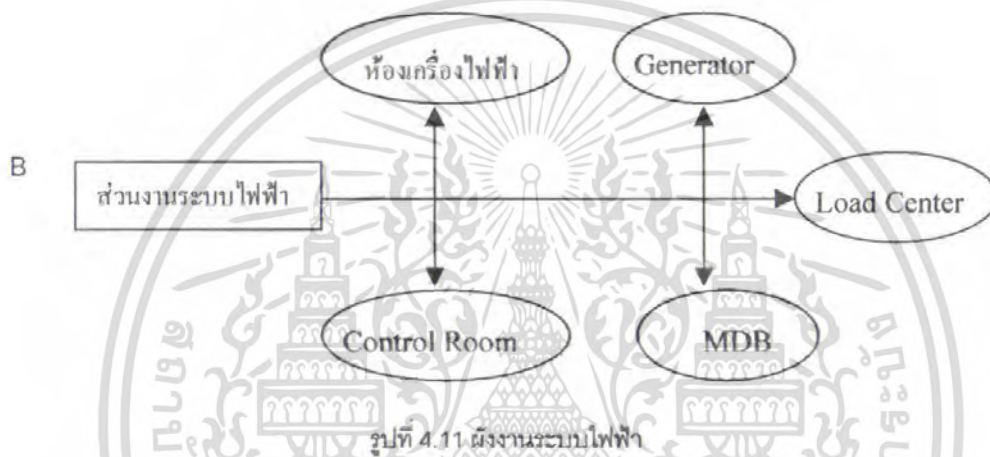 ห้องเครื่องไฟฟ้า
Generator
B
ส่วนงานระบบไฟฟ้า
Load Center
Control Room
MDB
รูปที่ 4.11 ผังงานระบบไฟฟ้า